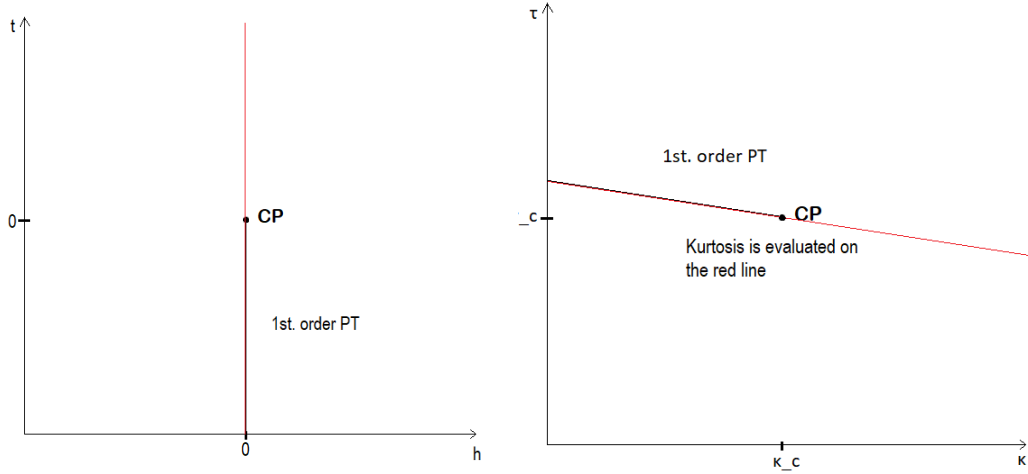 t
0
CP
1st. order PT
0
h
τ
1st. order PT
_c
CP
Kurtosis is evaluated on
the red line
κ_c
κ